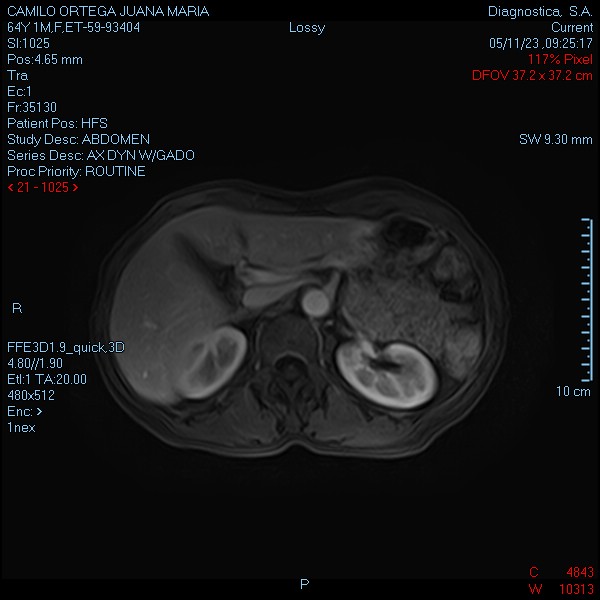 CAMILO ORTEGA JUANA MARIA
64Y 1M,F,ET-59-93404
SI:1025
Pos:4.65 mm
Tra
Ec:1
Fr:35130
Patient Pos: HFS
Study Desc: ABDOMEN
Series Desc: AX DYN W/GADO
Proc Priority: ROUTINE
< 21 - 1025 >
Lossy
Diagnostica, S.A.
Current
05/11/23 ,09:25:17
117% Pixel
DFOV 37.2 x 37.2 cm
SW 9.30 mm
R
FFE3D1.9_quick,3D
4.80//1.90
Etl:1 TA:20.00
480x512
Enc: >
1nex
10 cm
P
C 4843
W 10313